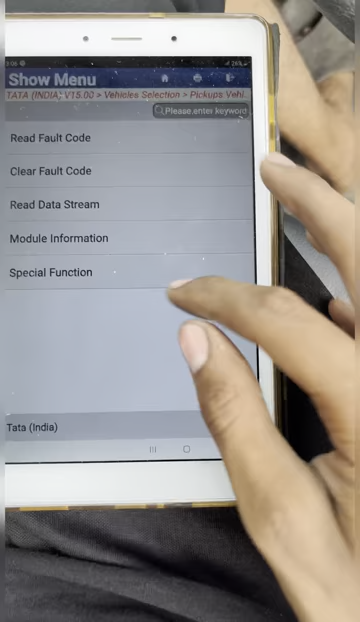 Show Menu
TATA (INDIA) V15.00 > Vehicles Selection > Pickups Vehi..
Please enter keyword
Read Fault Code
Clear Fault Code
Read Data Stream
Module Information
Special Function
Tata (India)